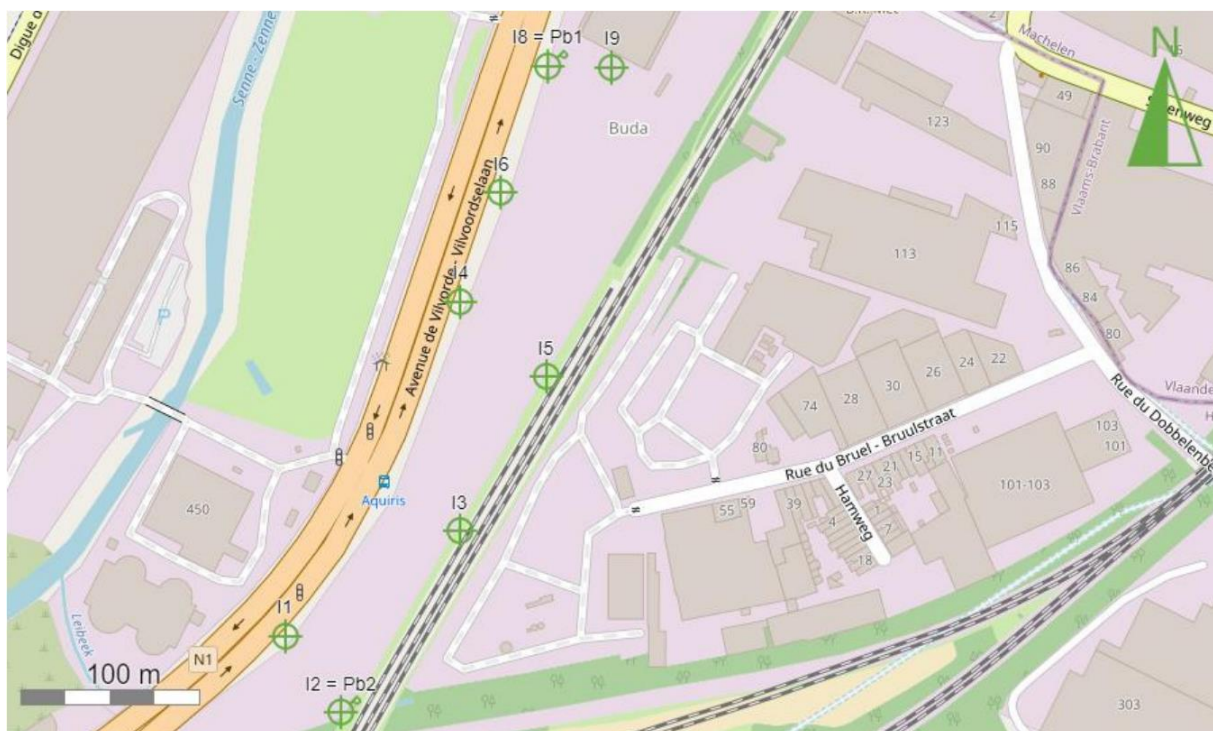 I8 = Pb1
I9
N
Machelen
Digue
Senne - Zenne
49
123
Buda
90
88
Vlaams-Brabant
I6
115
113
86
I4
84
P
80
Avenue de Vilvorde - Vilvoordselaan
I5
22
24
26
30
28
74
Rue du Bruel - Bruulstraat
80
Rue du
103
101
15
11
21
27
23
101-103
Aquiris
450
I3
55
59
39
4
1
7
18
Hamweg
Leibeek
I1
N1
100 m
I2 = Pb2
303